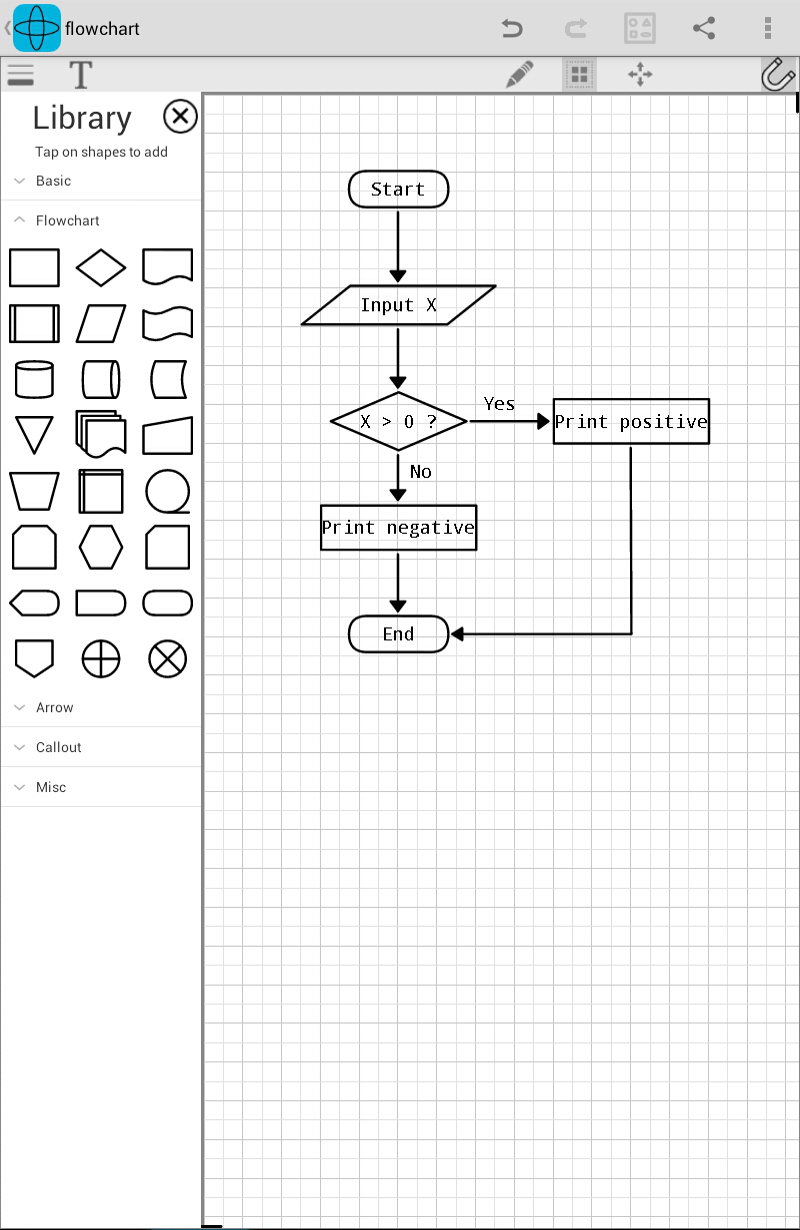 flowchart
T
Library
Tap on shapes to add
Basic
Flowchart
Arrow
Callout
Misc
Start
Input X
X > 0 ?
Yes
Print positive
No
Print negative
End